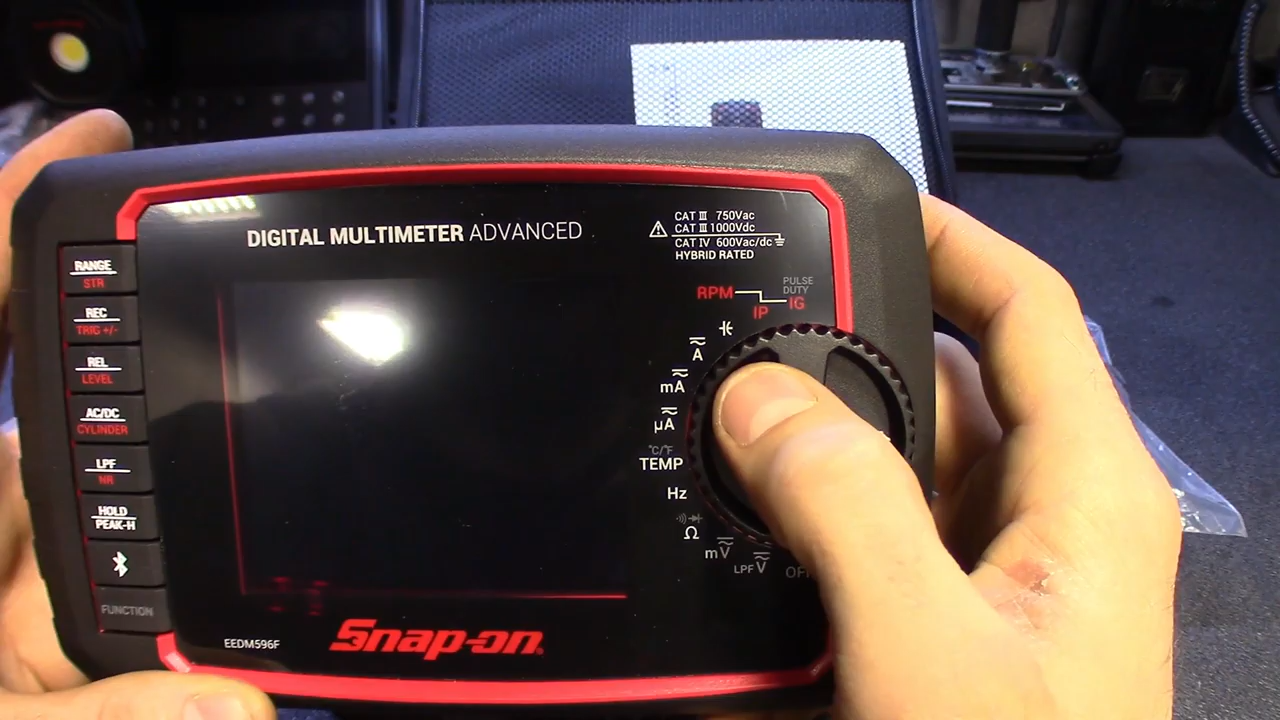 DIGITAL MULTIMETER ADVANCED
CAT III 750Vac
CAT III 1000Vdc
CAT IV 600Vac/dc
HYBRID RATED
RANGE
STR
REC
TRIG +/-
REL
LEVEL
AC/DC
CYLINDER
LPF
NR
HOLD
PEAK-H
FUNCTION
RPM
IP
PULSE
DUTY
IG
A
mA
µA
°C/°F
TEMP
Hz
Ω
mV
LPF V
OFF
EEDM596F
Snap-on